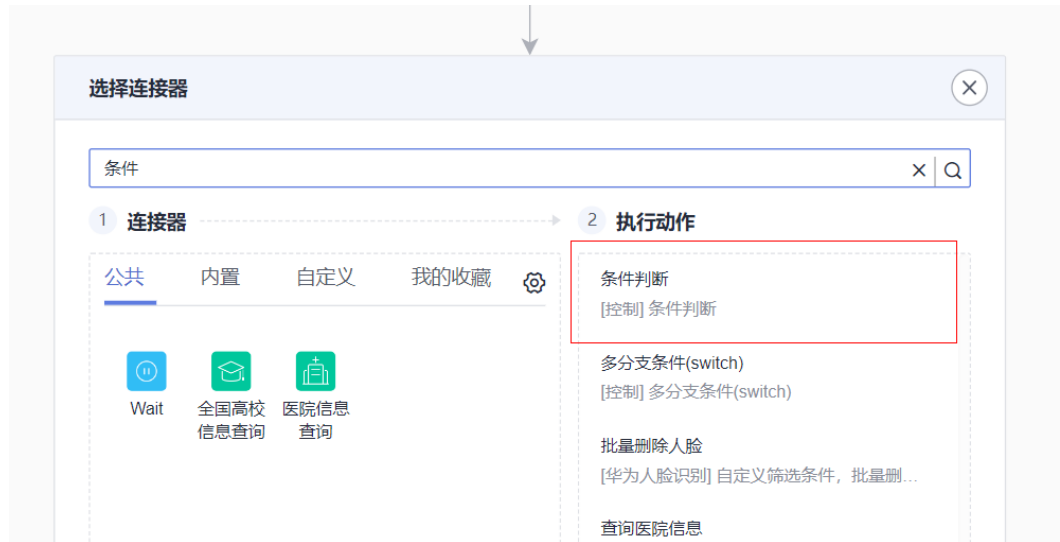 选择连接器
条件
1 连接器
2 执行动作
公共 内置 自定义 我的收藏
Wait
全国高校
信息查询
医院信息
查询
条件判断
[控制] 条件判断
多分支条件(switch)
[控制] 多分支条件(switch)
批量删除人脸
[华为人脸识别] 自定义筛选条件，批量删...
查询医院信息